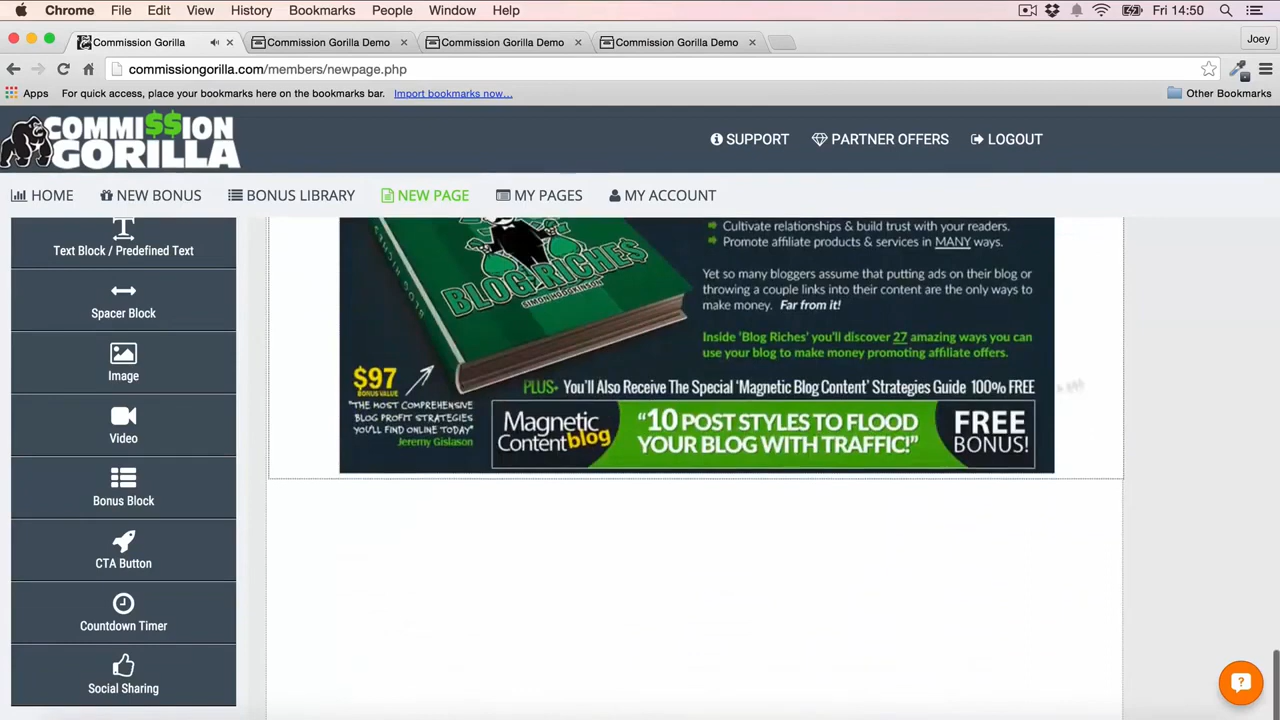 Chrome File Edit View History Bookmarks People Window Help Fri 14:50
Commission Gorilla Commission Gorilla Demo Commission Gorilla Demo Commission Gorilla Demo Joey
commissiongorilla.com/members/newpage.php
Apps For quick access, place your bookmarks here on the bookmarks bar. Import bookmarks now... Other Bookmarks
COMMI$$ION
GORILLA
SUPPORT PARTNER OFFERS LOGOUT
HOME NEW BONUS BONUS LIBRARY NEW PAGE MY PAGES MY ACCOUNT
Text Block / Predefined Text
Spacer Block
Image
Video
Bonus Block
CTA Button
Countdown Timer
Social Sharing
BLOG RICHES
SIMON HODGKINSON
Cultivate relationships & build trust with your readers.
Promote affiliate products & services in MANY ways.
Yet so many bloggers assume that putting ads on their blog or
throwing a couple links into their content are the only ways to
make money. Far from it!
Inside 'Blog Riches' you'll discover 27 amazing ways you can
use your blog to make money promoting affiliate offers.
$97
BONUS VALUE
"THE MOST COMPREHENSIVE
BLOG PROFIT STRATEGIES
YOU'LL FIND ONLINE TODAY"
Jeremy Gislason
PLUS+ You'll Also Receive The Special 'Magnetic Blog Content' Strategies Guide 100% FREE
Magnetic
Contentblog
"10 POST STYLES TO FLOOD
YOUR BLOG WITH TRAFFIC!"
FREE
BONUS!